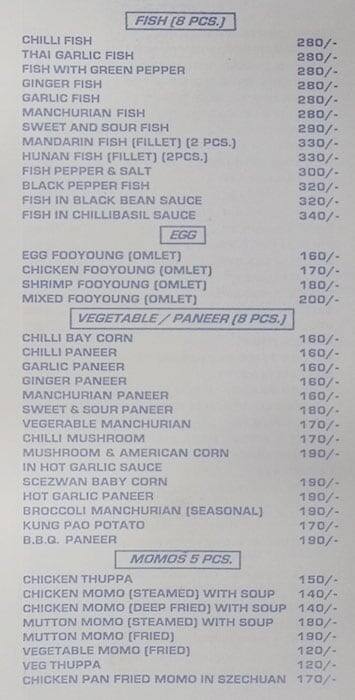 FISH (8 PCS.)
CHILLI FISH 280/-
THAI GARLIC FISH 280/-
FISH WITH GREEN PEPPER 280/-
GINGER FISH 280/-
GARLIC FISH 280/-
MANCHURIAN FISH 280/-
SWEET AND SOUR FISH 290/-
MANDARIN FISH (FILLET) (2 PCS.) 330/-
HUNAN FISH (FILLET) (2PCS.) 330/-
FISH PEPPER & SALT 300/-
BLACK PEPPER FISH 320/-
FISH IN BLACK BEAN SAUCE 320/-
FISH IN CHILLIBASIL SAUCE 340/-
EGG
EGG FOOYOUNG (OMLET) 160/-
CHICKEN FOOYOUNG (OMLET) 170/-
SHRIMP FOOYOUNG (OMLET) 180/-
MIXED FOOYOUNG (OMLET) 200/-
VEGETABLE / PANEER (8 PCS.)
CHILLI BAY CORN 160/-
CHILLI PANEER 160/-
GARLIC PANEER 160/-
GINGER PANEER 160/-
MANCHURIAN PANEER 160/-
SWEET & SOUR PANEER 180/-
VEGERABLE MANCHURIAN 170/-
CHILLI MUSHROOM 170/-
MUSHROOM & AMERICAN CORN 190/-
IN HOT GARLIC SAUCE
SCEZWAN BABY CORN 190/-
HOT GARLIC PANEER 190/-
BROCCOLI MANCHURIAN (SEASONAL) 190/-
KUNG PAO POTATO 170/-
B.B.Q. PANEER 190/-
MOMOS 5 PCS.
CHICKEN THUPPA 150/-
CHICKEN MOMO (STEAMED) WITH SOUP 140/-
CHICKEN MOMO (DEEP FRIED) WITH SOUP 140/-
MUTTON MOMO (STEAMED) WITH SOUP 180/-
MUTTON MOMO (FRIED) 190/-
VEGETABLE MOMO (FRIED) 120/-
VEG THUPPA 120/-
CHICKEN PAN FRIED MOMO IN SZECHUAN 170/-